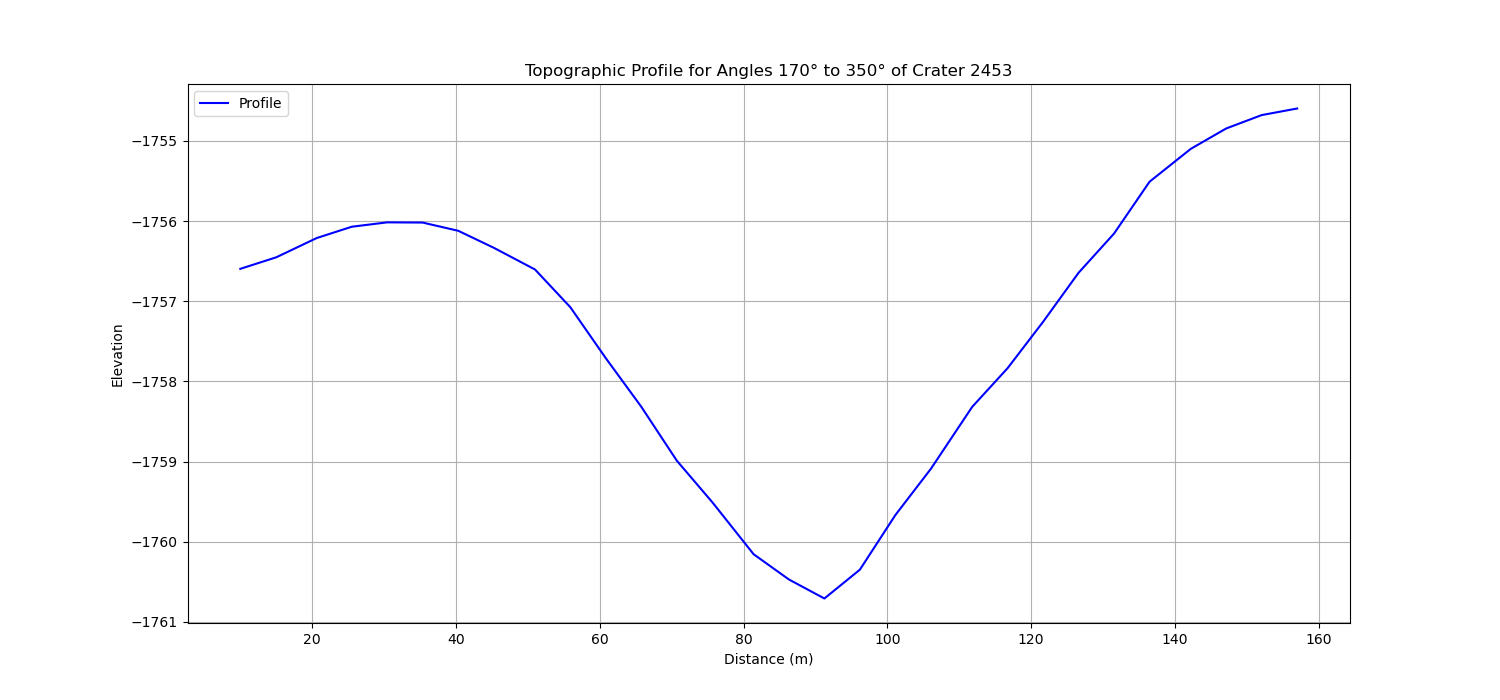 Topographic Profile for Angles 170° to 350° of Crater 2453
Profile
Elevation
−1755
−1756
−1757
−1758
−1759
−1760
−1761
20 40 60 80 100 120 140 160
Distance (m)